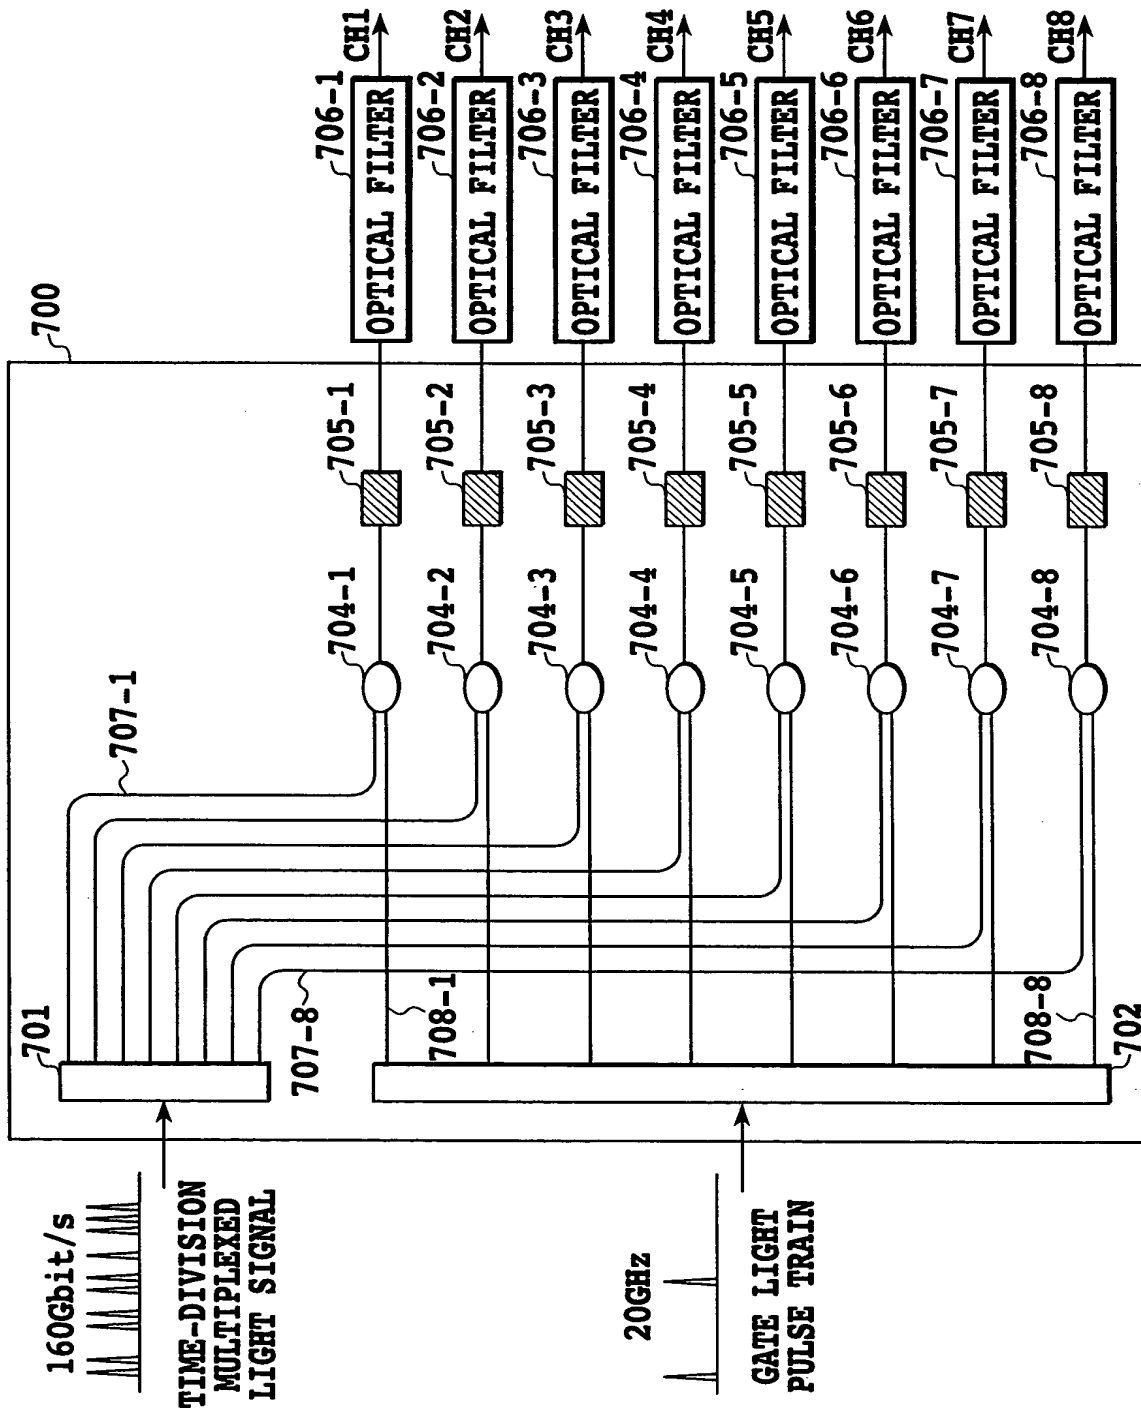 160Gbit/s
TIME-DIVISION
MULTIPLEXED
LIGHT SIGNAL
20GHz
GATE LIGHT
PULSE TRAIN
700
701
702
707-1
707-8
708-1
708-8
704-1
704-2
704-3
704-4
704-5
704-6
704-7
704-8
705-1
705-2
705-3
705-4
705-5
705-6
705-7
705-8
706-1
OPTICAL FILTER
CH1
706-2
OPTICAL FILTER
CH2
706-3
OPTICAL FILTER
CH3
706-4
OPTICAL FILTER
CH4
706-5
OPTICAL FILTER
CH5
706-6
OPTICAL FILTER
CH6
706-7
OPTICAL FILTER
CH7
706-8
OPTICAL FILTER
CH8